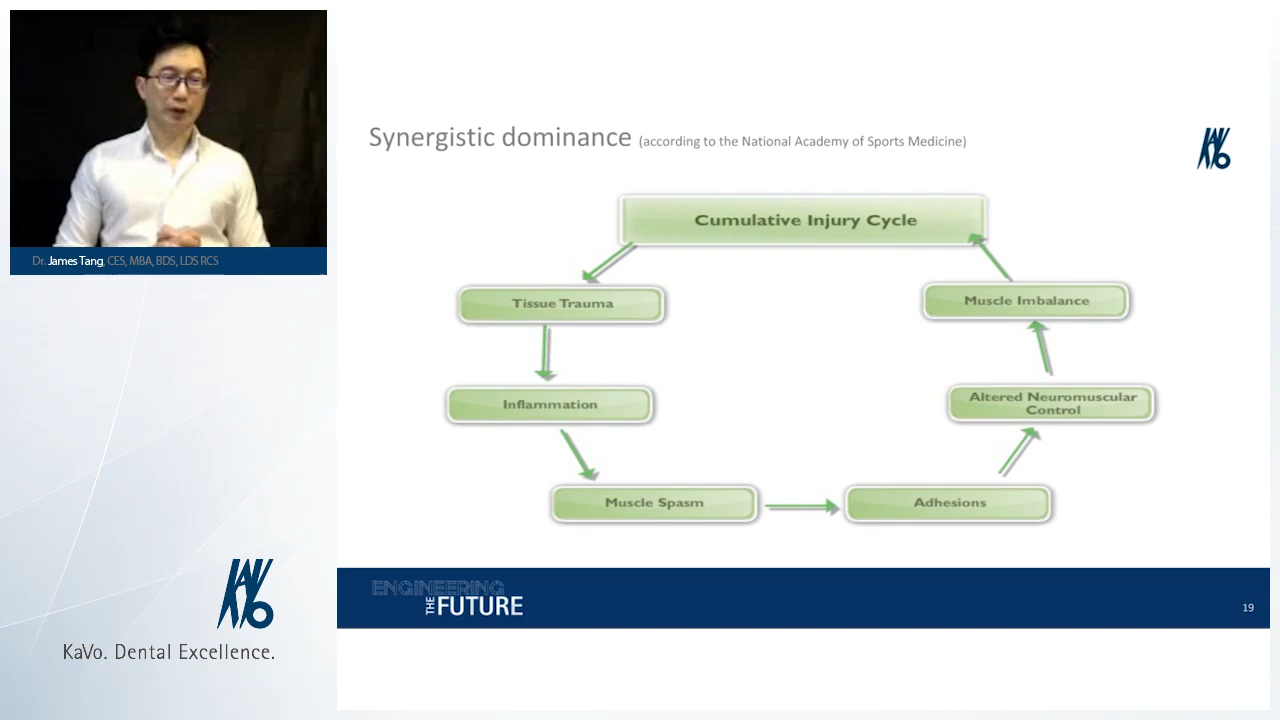 Dr. James Tang, CES, MBA, BDS, LDS RCS
KaVo. Dental Excellence.
Synergistic dominance (according to the National Academy of Sports Medicine)
KAVO
Cumulative Injury Cycle
Tissue Trauma
Inflammation
Muscle Spasm
Adhesions
Altered Neuromuscular
Control
Muscle Imbalance
ENGINEERING
THE FUTURE
19